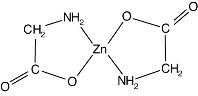 NH₂ O O
CH₂ Zn
O O NH₂ CH₂